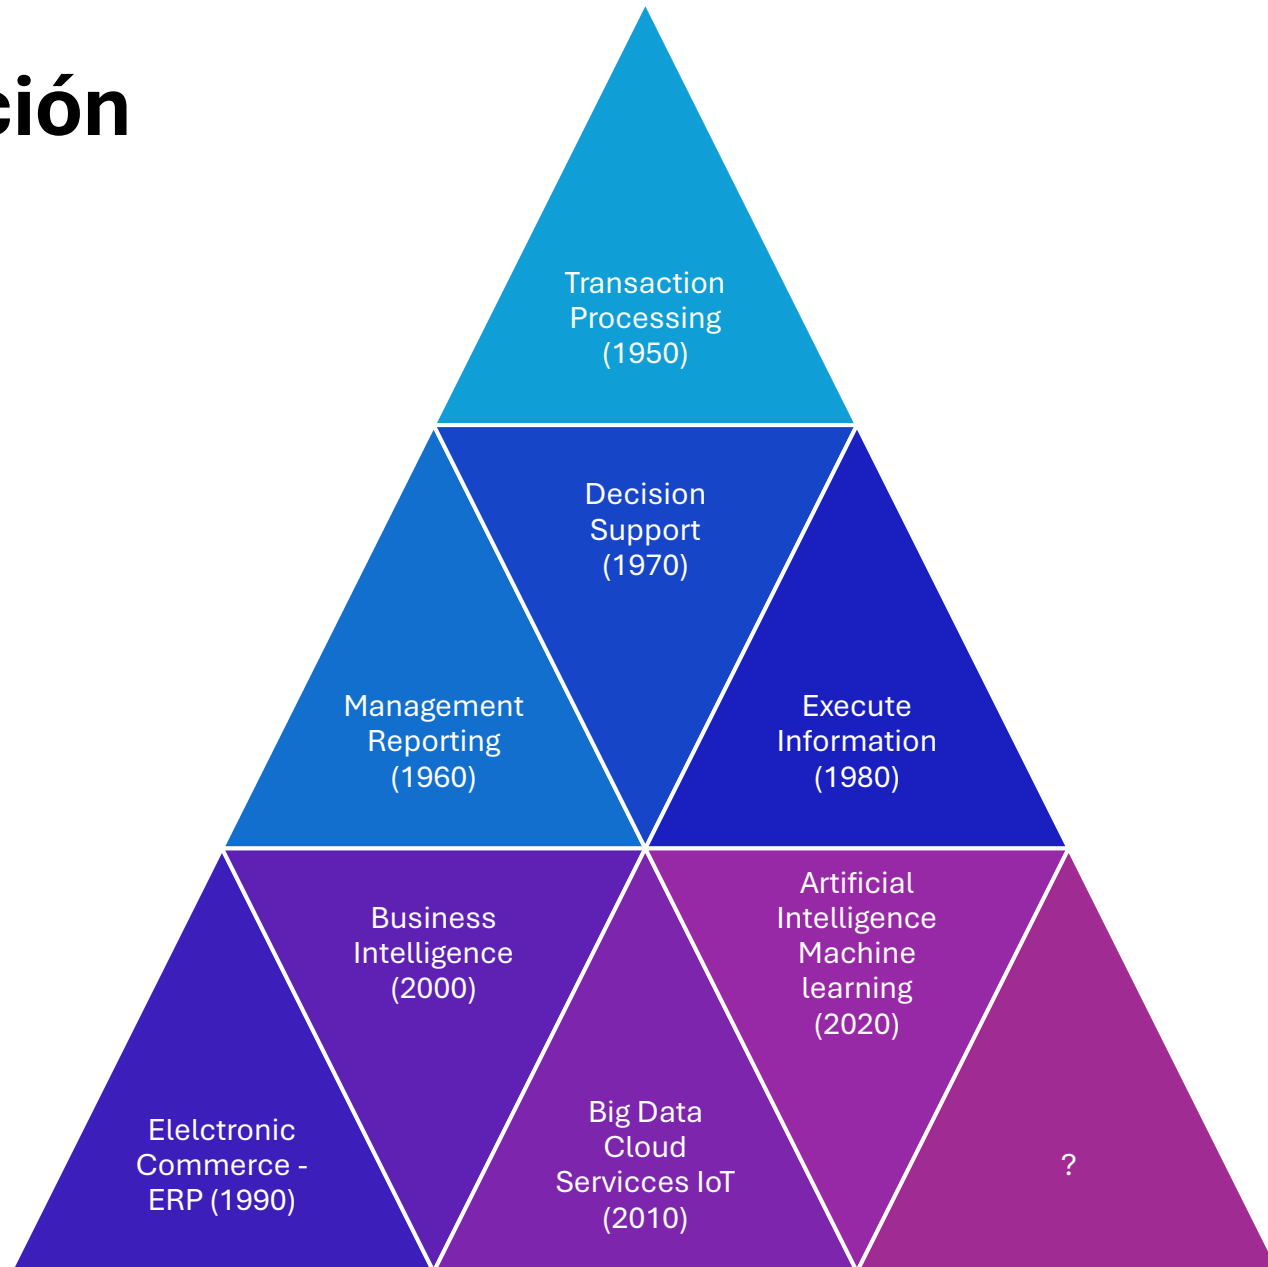 ción
Transaction
Processing
(1950)
Decision
Support
(1970)
Management
Reporting
(1960)
Execute
Information
(1980)
Artificial
Intelligence
Machine
learning
(2020)
Business
Intelligence
(2000)
Big Data
Cloud
Servicces IoT
(2010)
Elelctronic
Commerce -
ERP (1990)
?